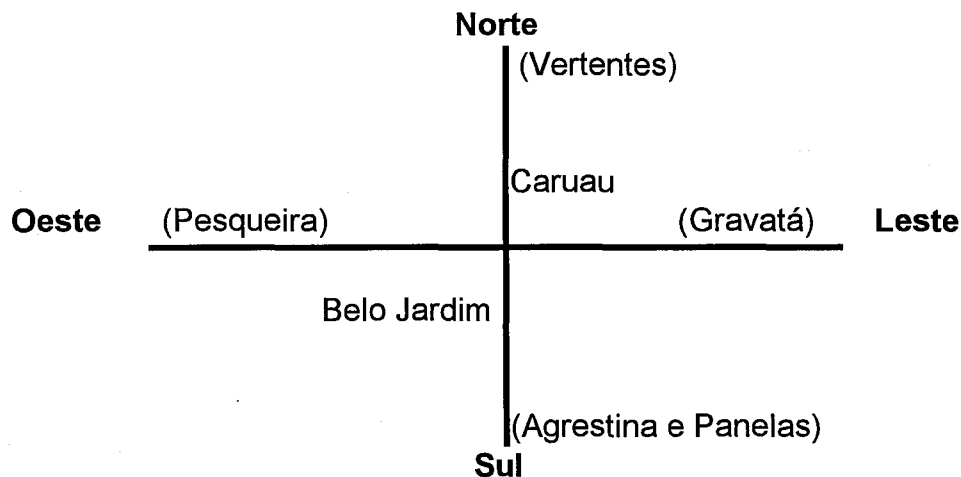 Norte
(Vertentes)
Caruau
Oeste (Pesqueira) (Gravatá) Leste
Belo Jardim
(Agrestina e Panelas)
Sul